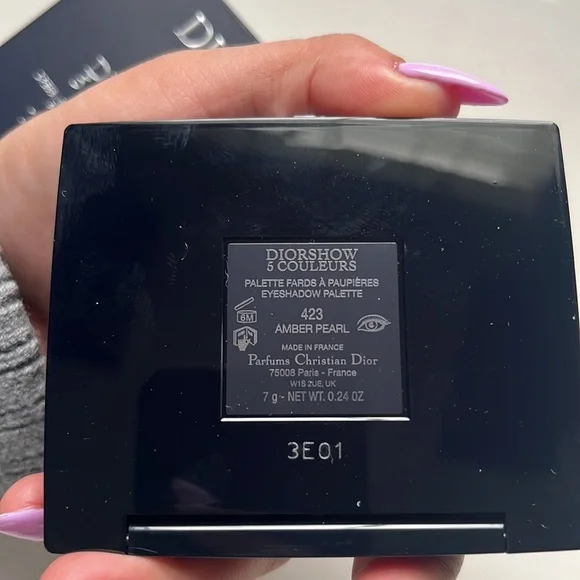 DIORSHOW
5 COULEURS
PALETTE FARDS À PAUPIÈRES
EYESHADOW PALETTE
6M
423
AMBER PEARL
MADE IN FRANCE
Parfums Christian Dior
75008 Paris - France
W1S 2UE, UK
7 g - NET WT. 0.24 OZ
3E01